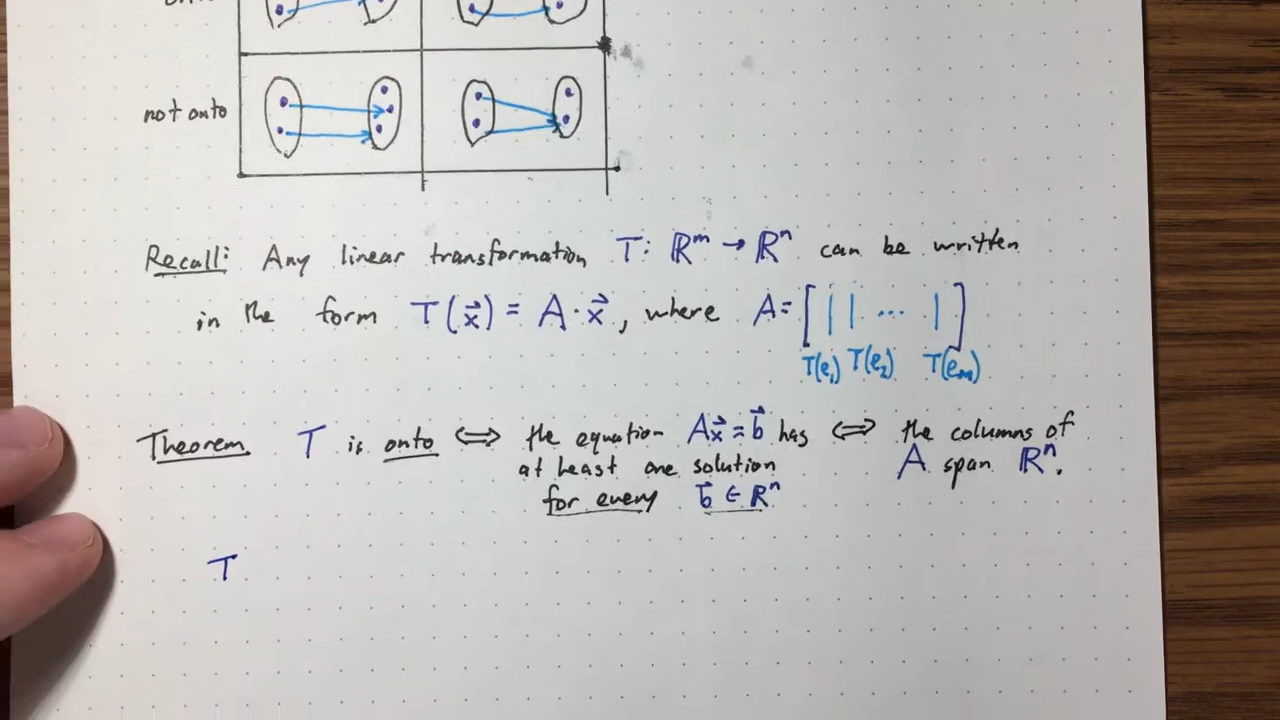 not onto
Recall: Any linear transformation T: ℝᵐ → ℝⁿ can be written
in the form T(x⃗) = A·x⃗, where A = [ | | ... | ]
T(e₁) T(e₂) T(eₘ)
Theorem T is onto ⟺ the equation Ax⃗ = b⃗ has ⟺ the columns of
at least one solution A span ℝⁿ.
for every b⃗ ∈ ℝⁿ
T